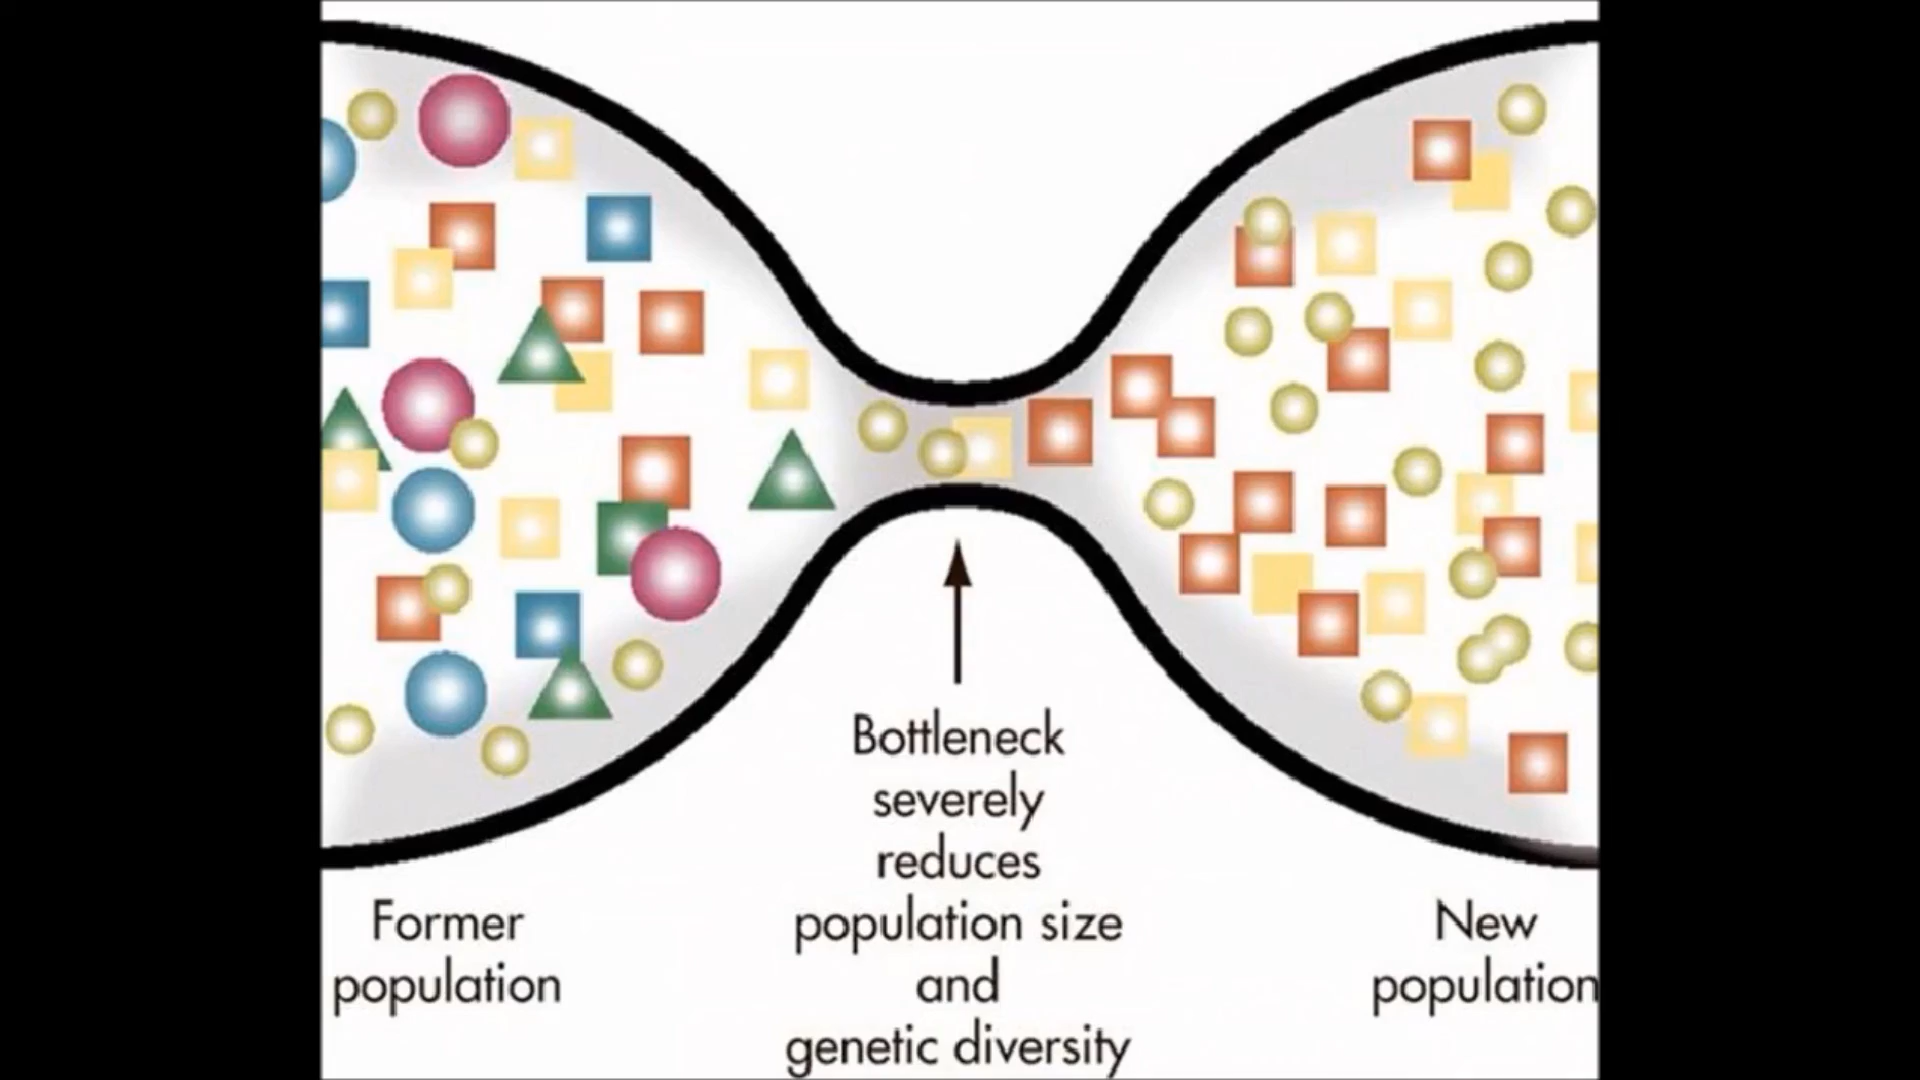 Bottleneck
severely
reduces
population size
and
genetic diversity
Former
population
New
population